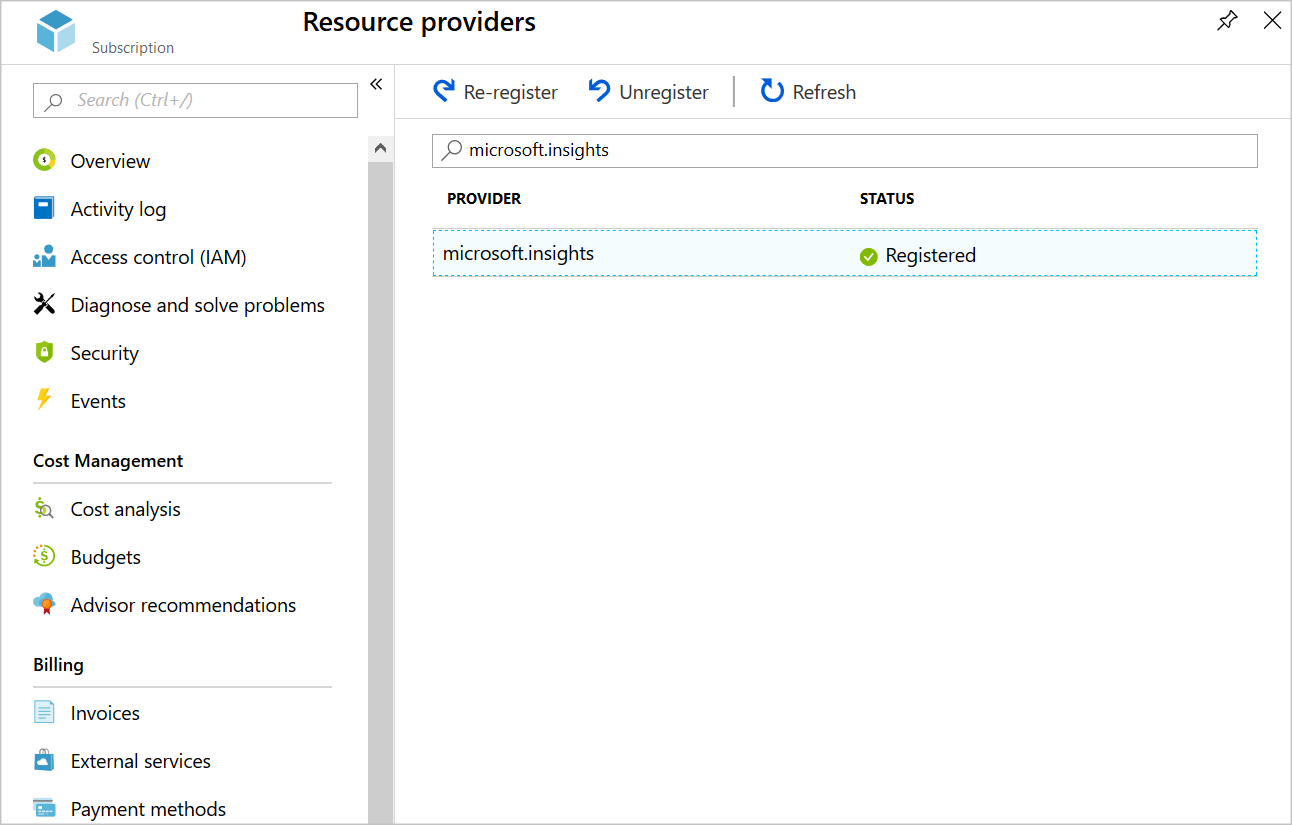 Resource providers
Subscription
Search (Ctrl+/)
Overview
Activity log
Access control (IAM)
Diagnose and solve problems
Security
Events
Cost Management
Cost analysis
Budgets
Advisor recommendations
Billing
Invoices
External services
Payment methods
Re-register Unregister Refresh
microsoft.insights
PROVIDER STATUS
microsoft.insights Registered